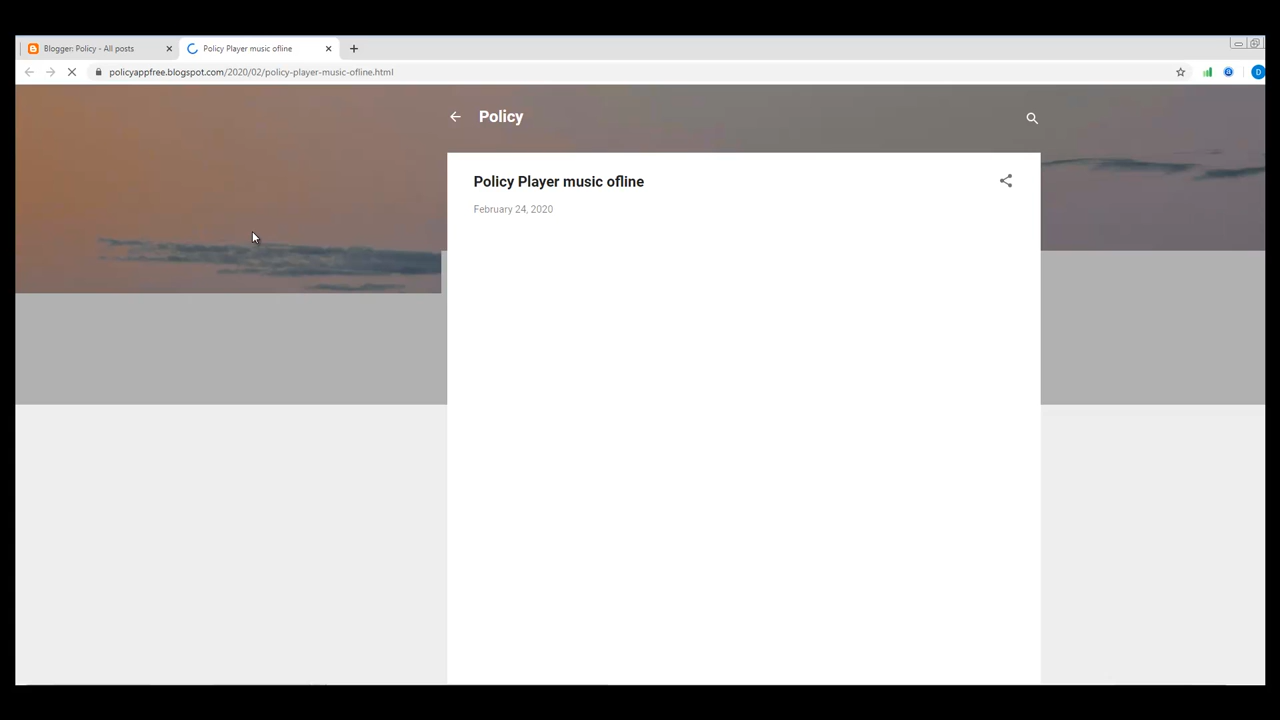 Blogger: Policy - All posts
Policy Player music ofline
policyappfree.blogspot.com/2020/02/policy-player-music-ofline.html
D
Policy
Policy Player music ofline
February 24, 2020